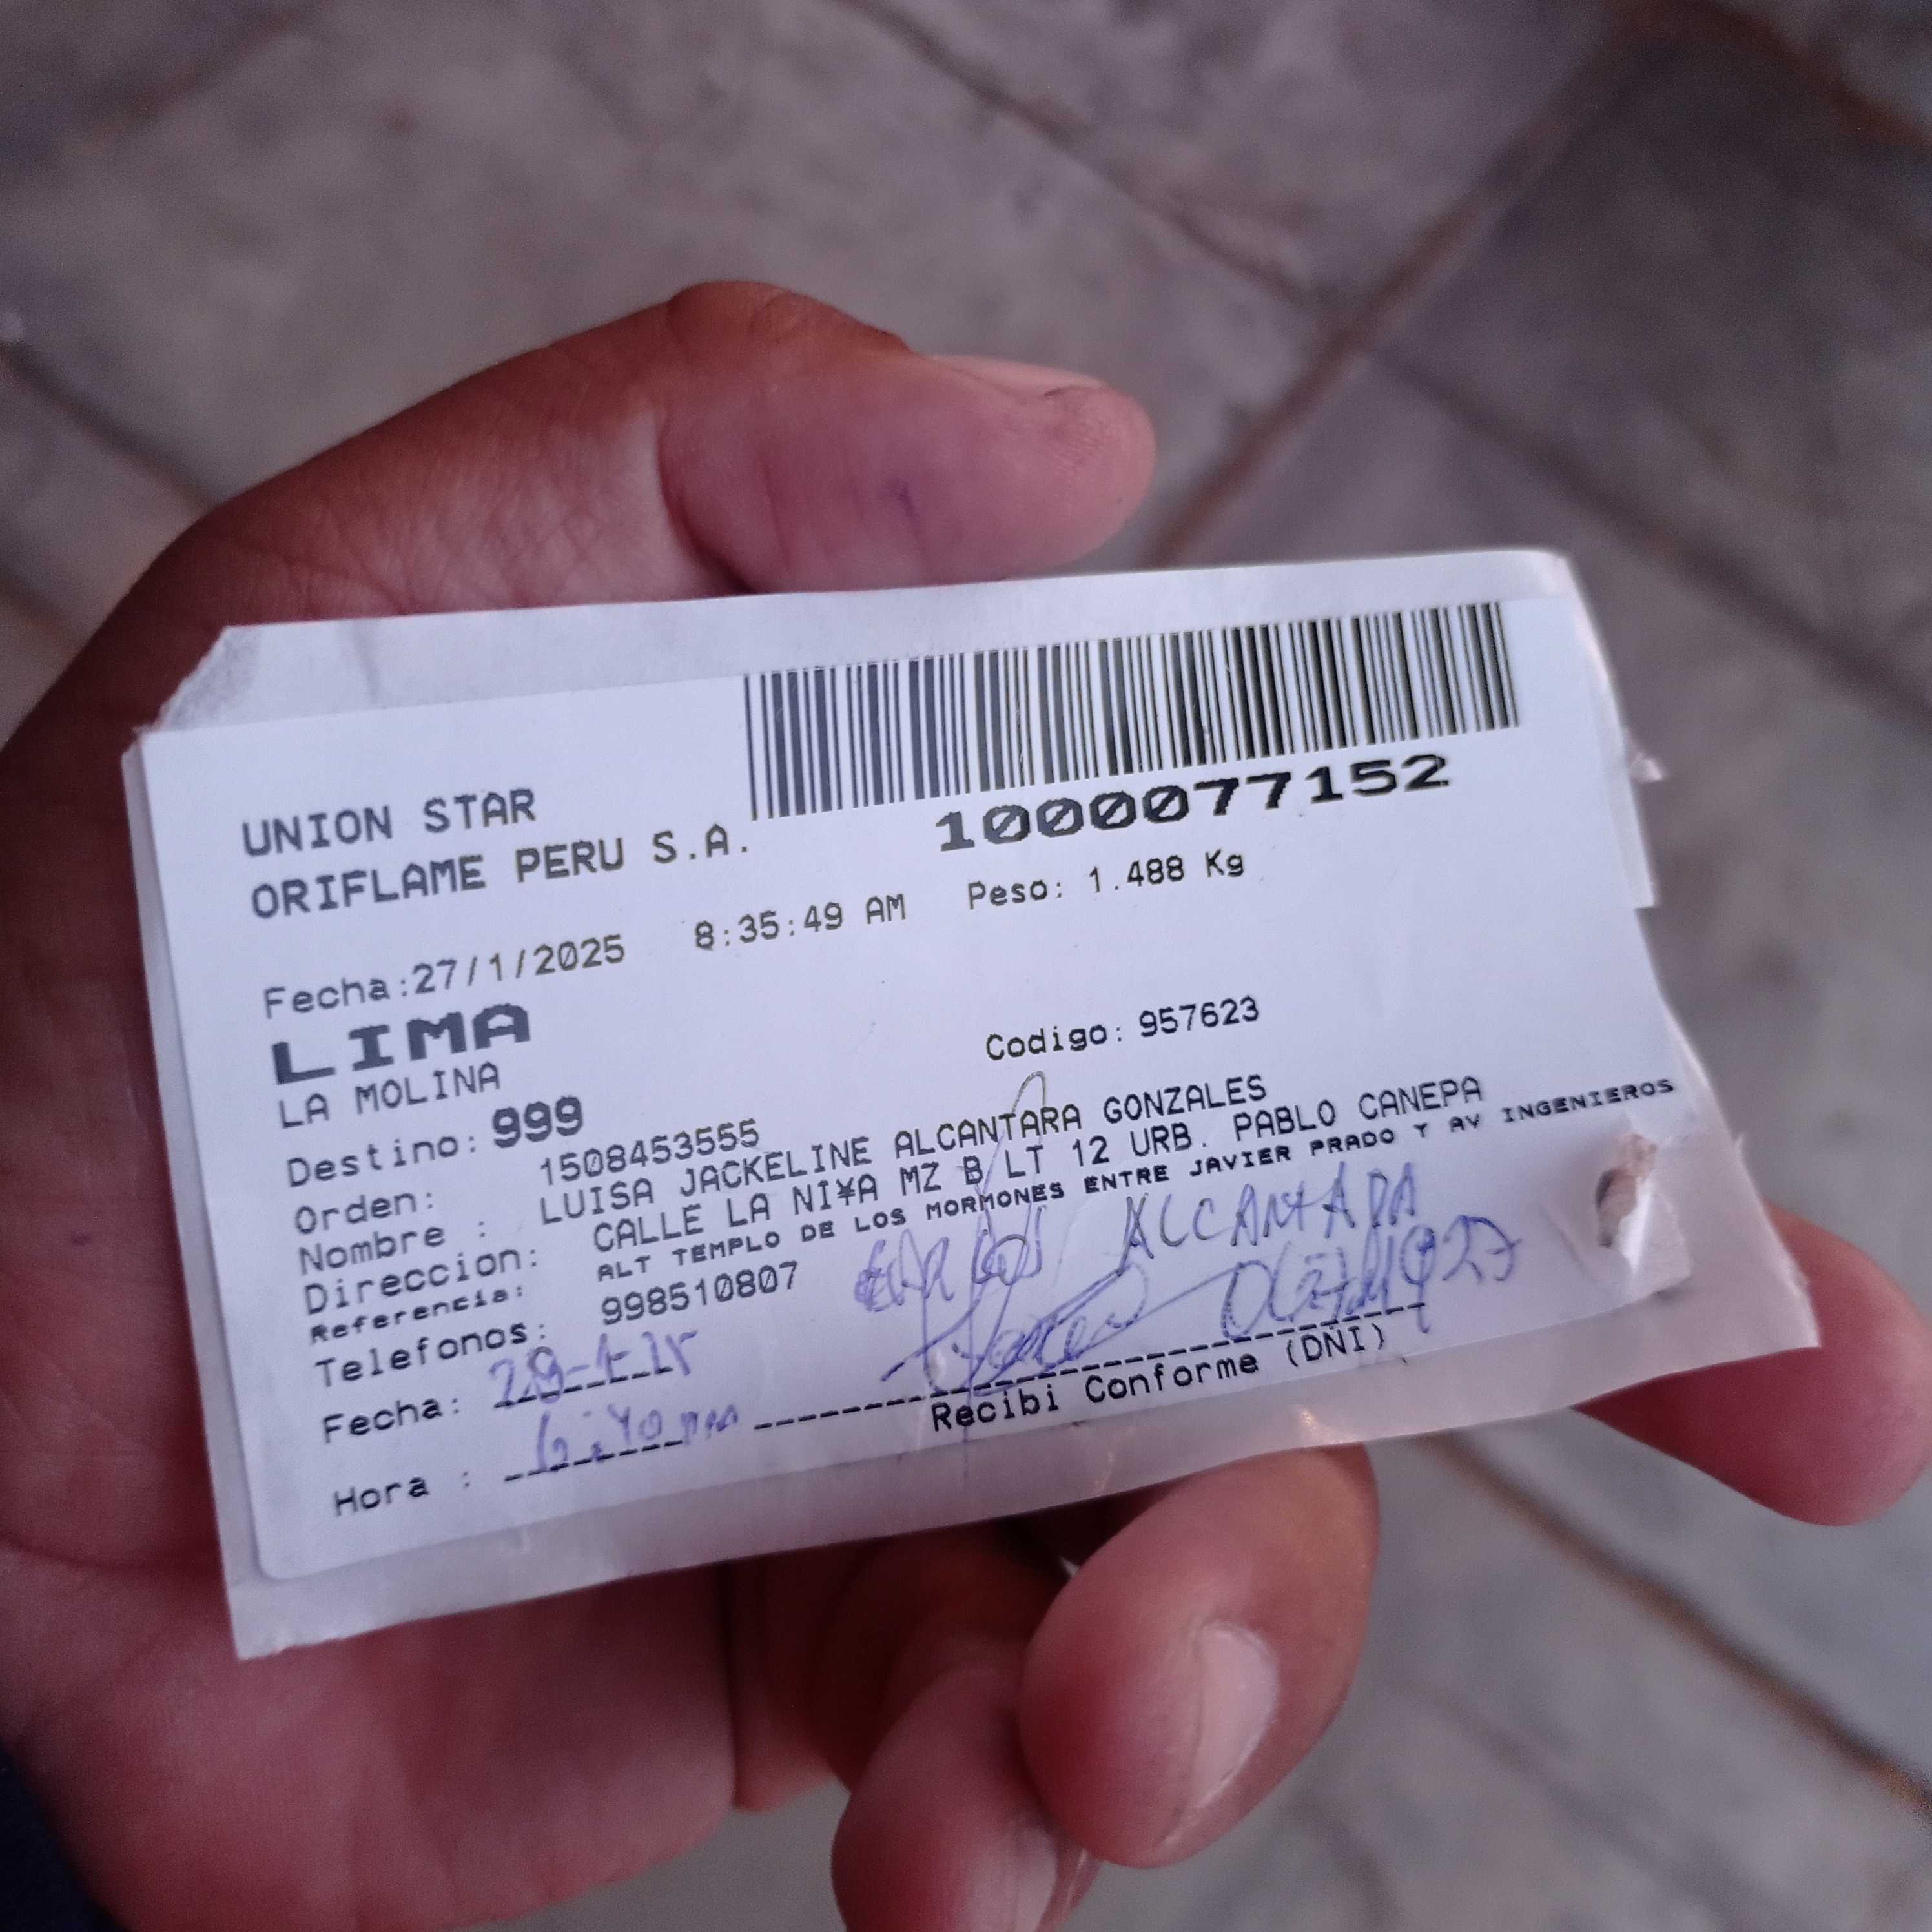 UNION STAR
ORIFLAME PERU S.A.
1000077152
Fecha:27/1/2025 8:35:49 AM Peso: 1.488 Kg
LIMA
LA MOLINA
Codigo: 957623
Destino: 999
Orden: 1508453555
Nombre : LUISA JACKELINE ALCANTARA GONZALES
Direccion: CALLE LA NI¥A MZ B LT 12 URB. PABLO CANEPA
Referencia: ALT TEMPLO DE LOS MORMONES ENTRE JAVIER PRADO Y AV INGENIEROS
Telefonos: 998510807
ALCANTARA
Fecha:
Hora : 6:40 pm
Recibi Conforme (DNI)